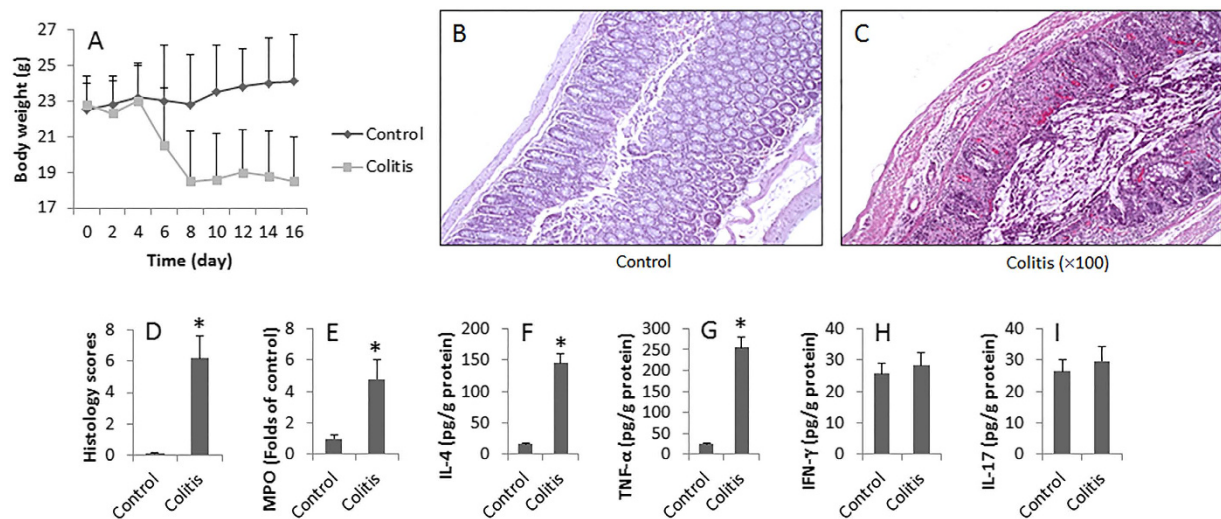 A
Body weight (g)
27
25
23
21
19
17
0 2 4 6 8 10 12 14 16
Time (day)
Control
Colitis
B
Control
C
Colitis (×100)
D
Histology scores
8
6
4
2
0
Control
Colitis
*
E
MPO (Folds of control)
8
6
4
2
0
Control
Colitis
*
F
IL-4 (pg/g protein)
200
150
100
50
0
Control
Colitis
*
G
TNF-α (pg/g protein)
300
250
200
150
100
50
0
Control
Colitis
*
H
IFN-γ (pg/g protein)
40
30
20
10
0
Control
Colitis
I
IL-17 (pg/g protein)
40
30
20
10
0
Control
Colitis